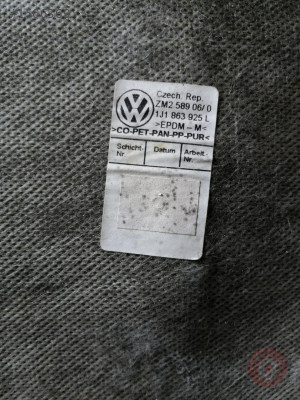 Czech. Rep.
ZM2 589 06/ 0
1J1 863 925 L
>EPDM – M<
>CO-PET-PAN-PP-PUR<
Schicht-Nr. Datum Arbeit.-Nr.